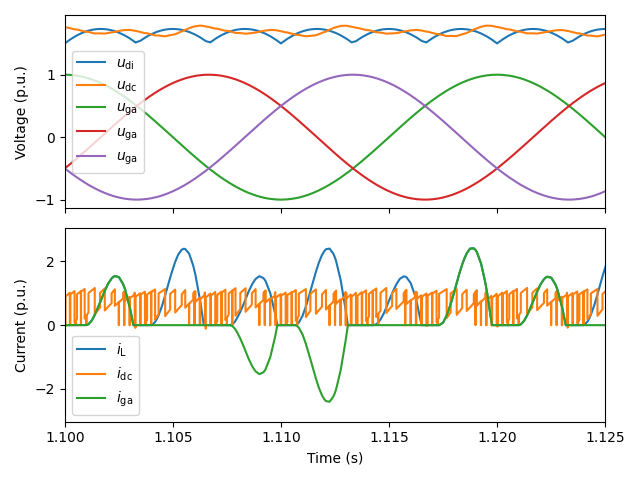 Voltage (p.u.)
1
0
−1
u_di
u_dc
u_ga
u_ga
u_ga
Current (p.u.)
2
0
−2
i_L
i_dc
i_ga
1.100 1.105 1.110 1.115 1.120 1.125
Time (s)